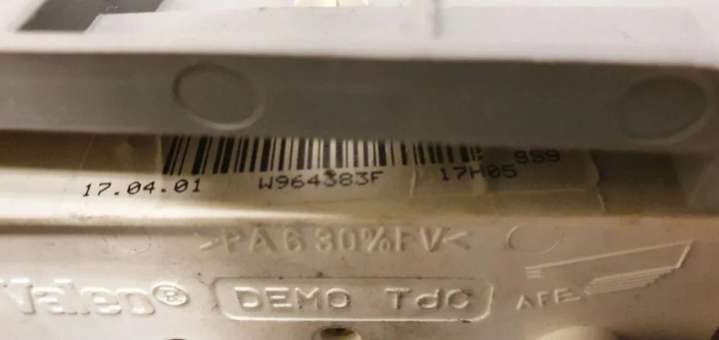 959
17.04.01 W964383F 17H05
>PA 6 30%FV<
Valeo® DEMO TdC AFE